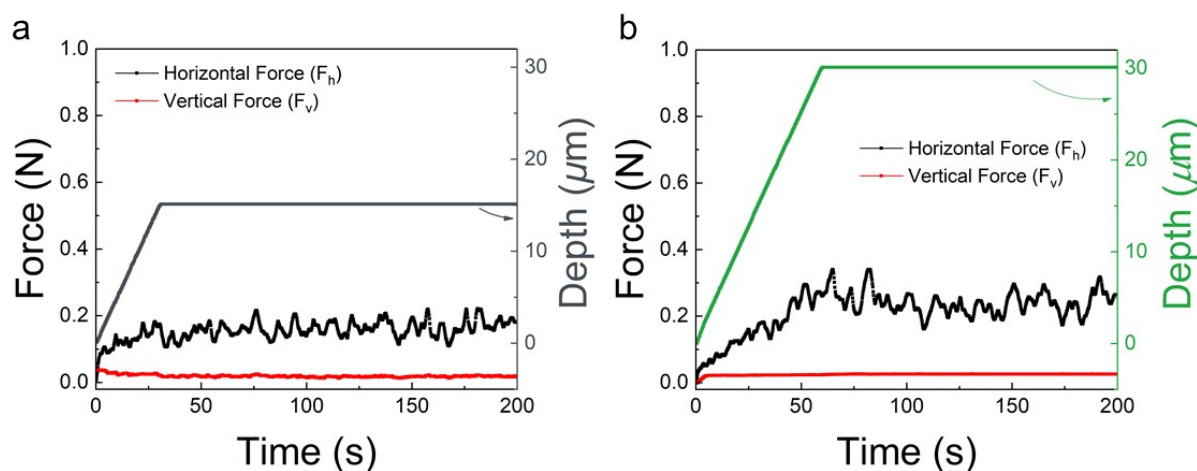 a
1.0
0.8
0.6
0.4
0.2
0.0
Force (N)
Horizontal Force (Fₕ)
Vertical Force (Fᵥ)
30
20
10
0
Depth (μm)
0
50
100
150
200
Time (s)
b
1.0
0.8
0.6
0.4
0.2
0.0
Force (N)
Horizontal Force (Fₕ)
Vertical Force (Fᵥ)
30
20
10
0
Depth (μm)
0
50
100
150
200
Time (s)